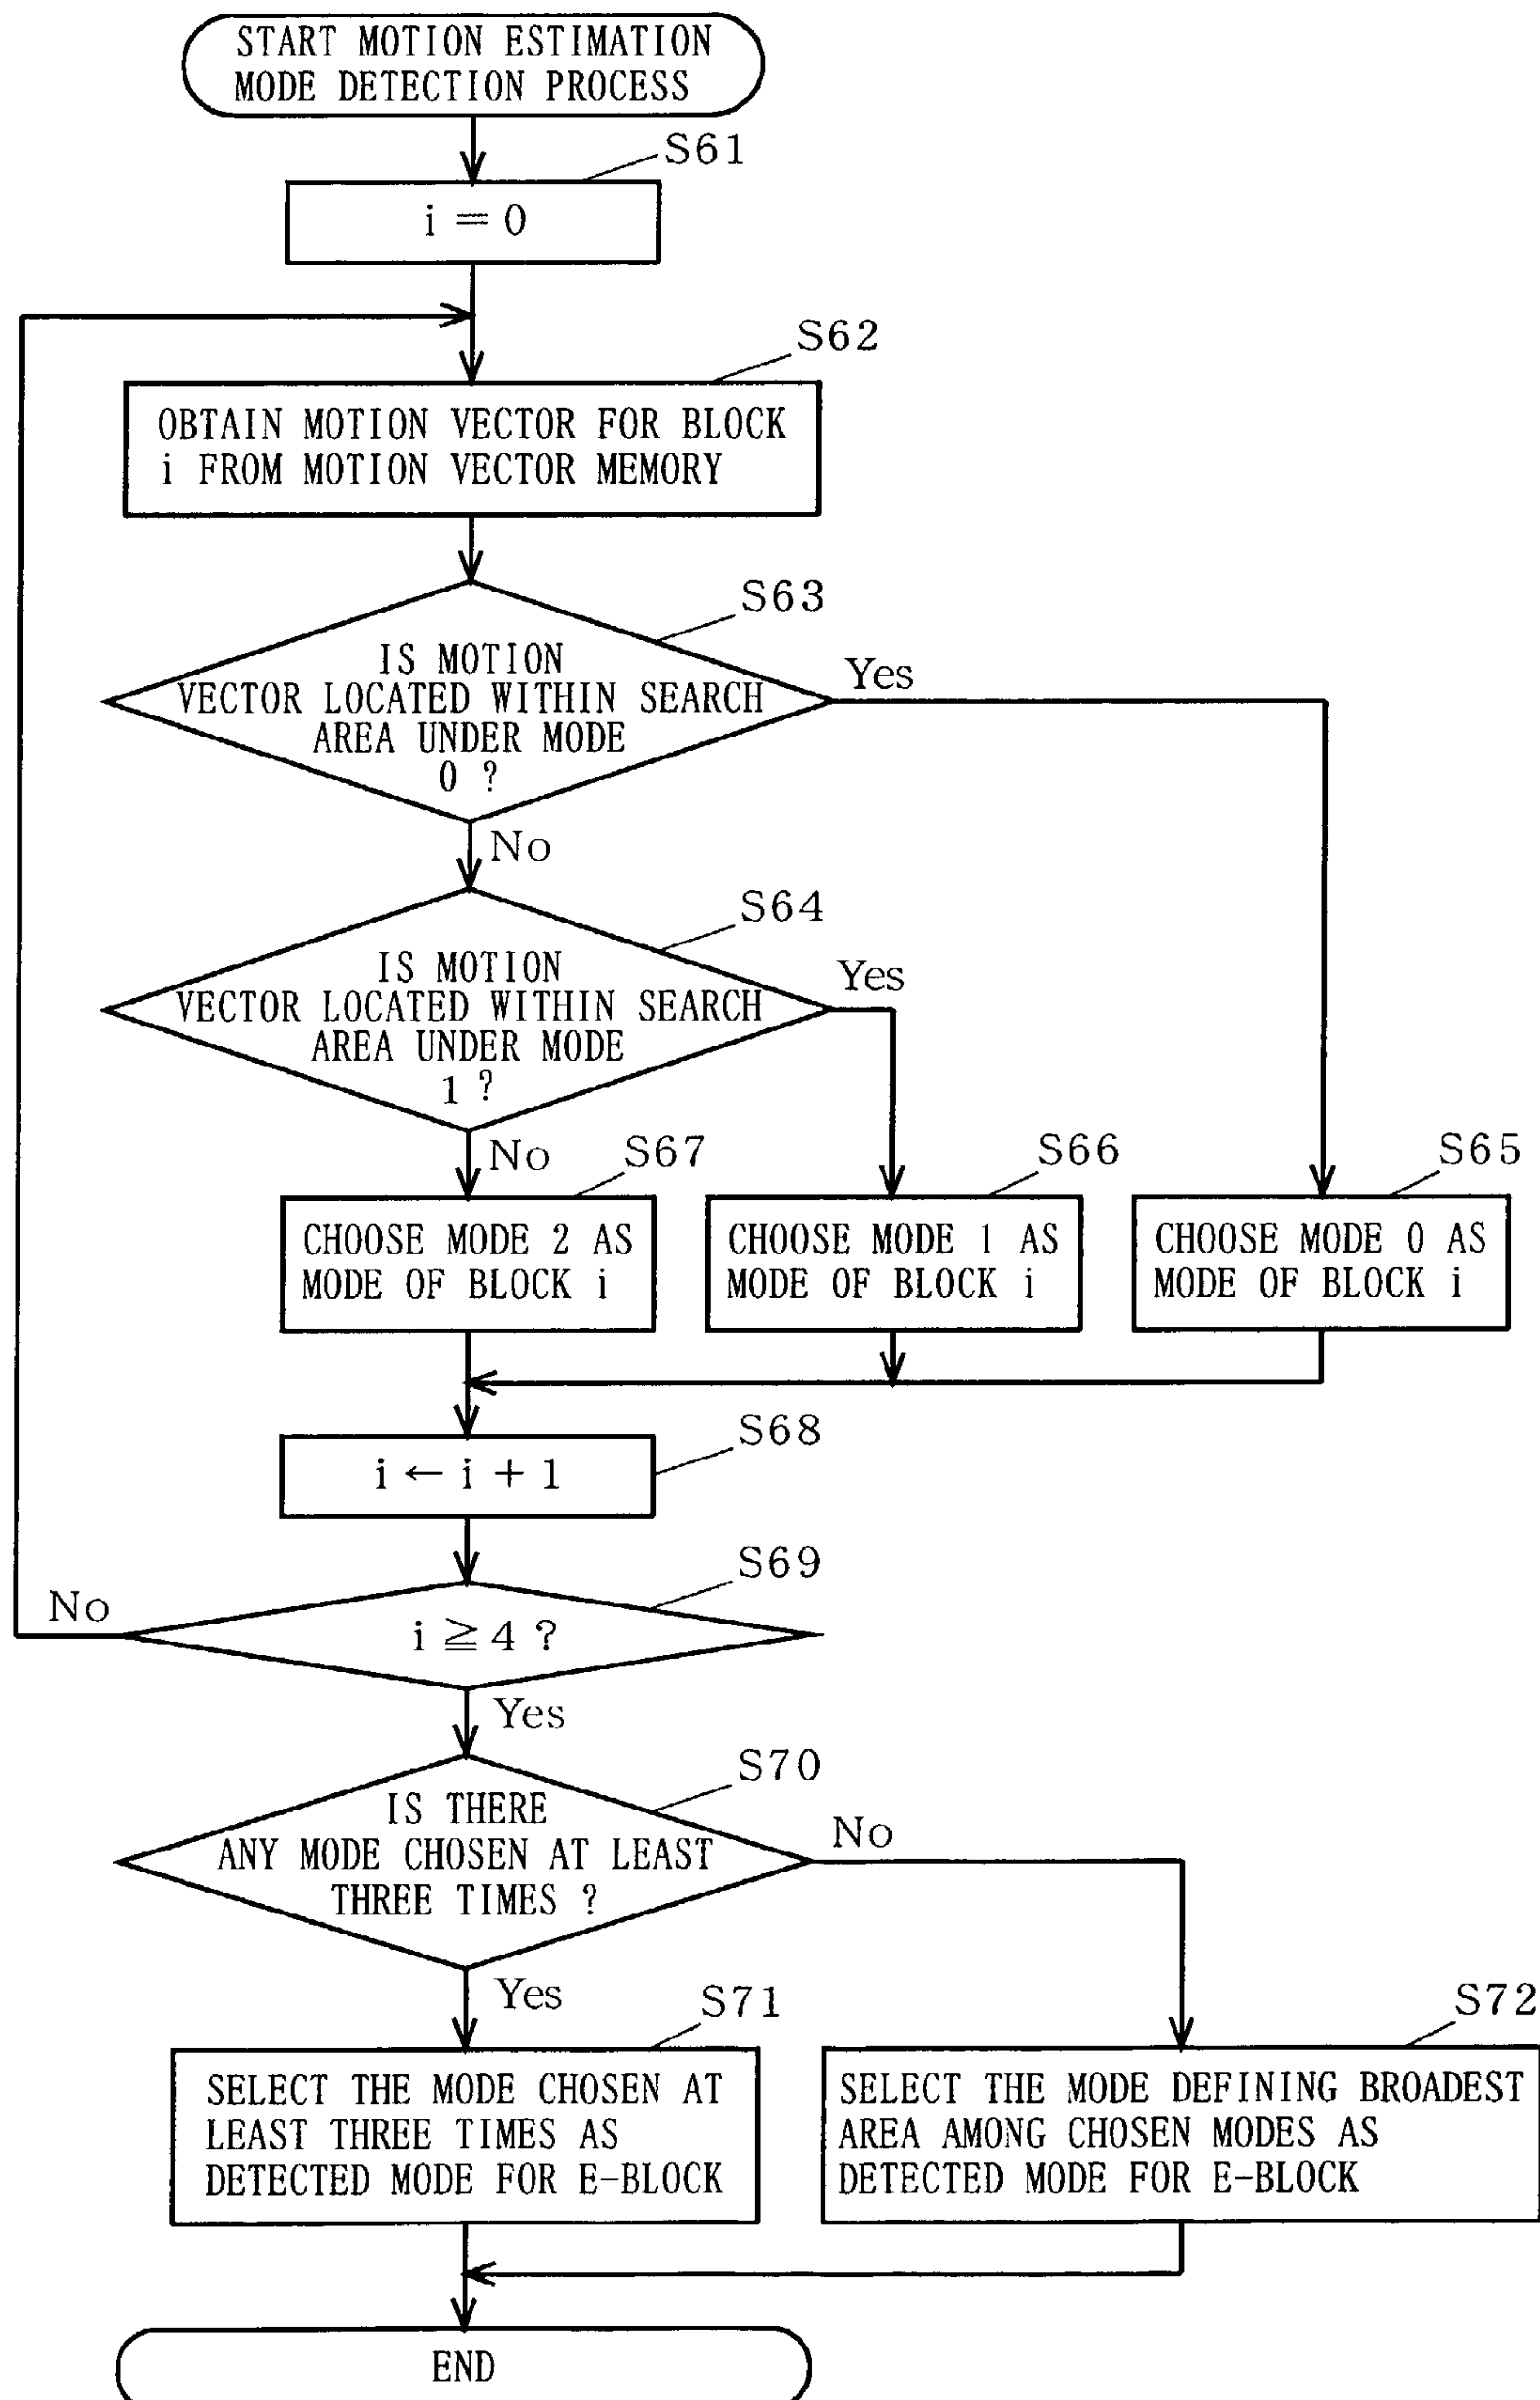 START MOTION ESTIMATION
MODE DETECTION PROCESS
S61
i = 0
S62
OBTAIN MOTION VECTOR FOR BLOCK
i FROM MOTION VECTOR MEMORY
S63
IS MOTION
VECTOR LOCATED WITHIN SEARCH
AREA UNDER MODE
0 ?
Yes
No
S64
IS MOTION
VECTOR LOCATED WITHIN SEARCH
AREA UNDER MODE
1 ?
Yes
No
S67
S66
S65
CHOOSE MODE 2 AS
MODE OF BLOCK i
CHOOSE MODE 1 AS
MODE OF BLOCK i
CHOOSE MODE 0 AS
MODE OF BLOCK i
S68
i ← i + 1
S69
No
i ≧ 4 ?
Yes
S70
IS THERE
ANY MODE CHOSEN AT LEAST
THREE TIMES ?
No
Yes
S71
S72
SELECT THE MODE CHOSEN AT
LEAST THREE TIMES AS
DETECTED MODE FOR E-BLOCK
SELECT THE MODE DEFINING BROADEST
AREA AMONG CHOSEN MODES AS
DETECTED MODE FOR E-BLOCK
END